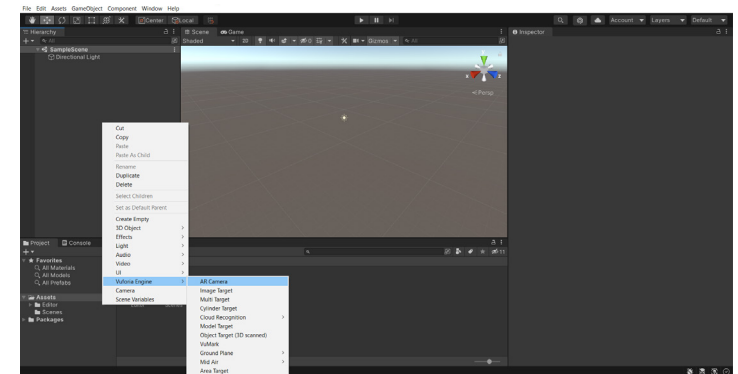 File Edit Assets GameObject Component Window Help
Center Local Account Layers Default
Hierarchy Scene Game Inspector
All Shaded 2D 0 Gizmos All
SampleScene
Directional Light
Persp
Cut
Copy
Paste
Paste As Child
Rename
Duplicate
Delete
Select Children
Set as Default Parent
Create Empty
3D Object
Effects
Light
Audio
Video
UI
Vuforia Engine
Camera
Scene Variables
AR Camera
Image Target
Multi Target
Cylinder Target
Cloud Recognition
Model Target
Object Target (3D scanned)
VuMark
Ground Plane
Mid Air
Area Target
Project Console
11
Favorites
All Materials
All Models
All Prefabs
Assets
Editor
Scenes
Packages